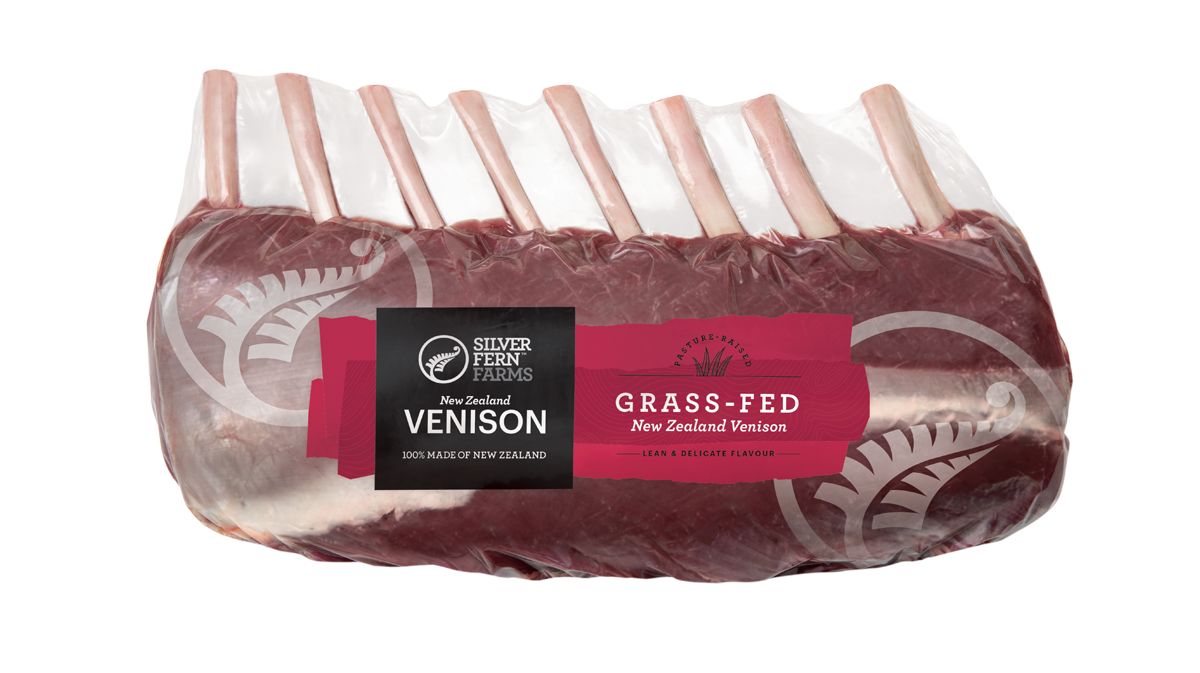 SILVER
FERN™
FARMS
New Zealand
VENISON
100% MADE OF NEW ZEALAND
PASTURE-RAISED
GRASS-FED
New Zealand Venison
LEAN & DELICATE FLAVOUR